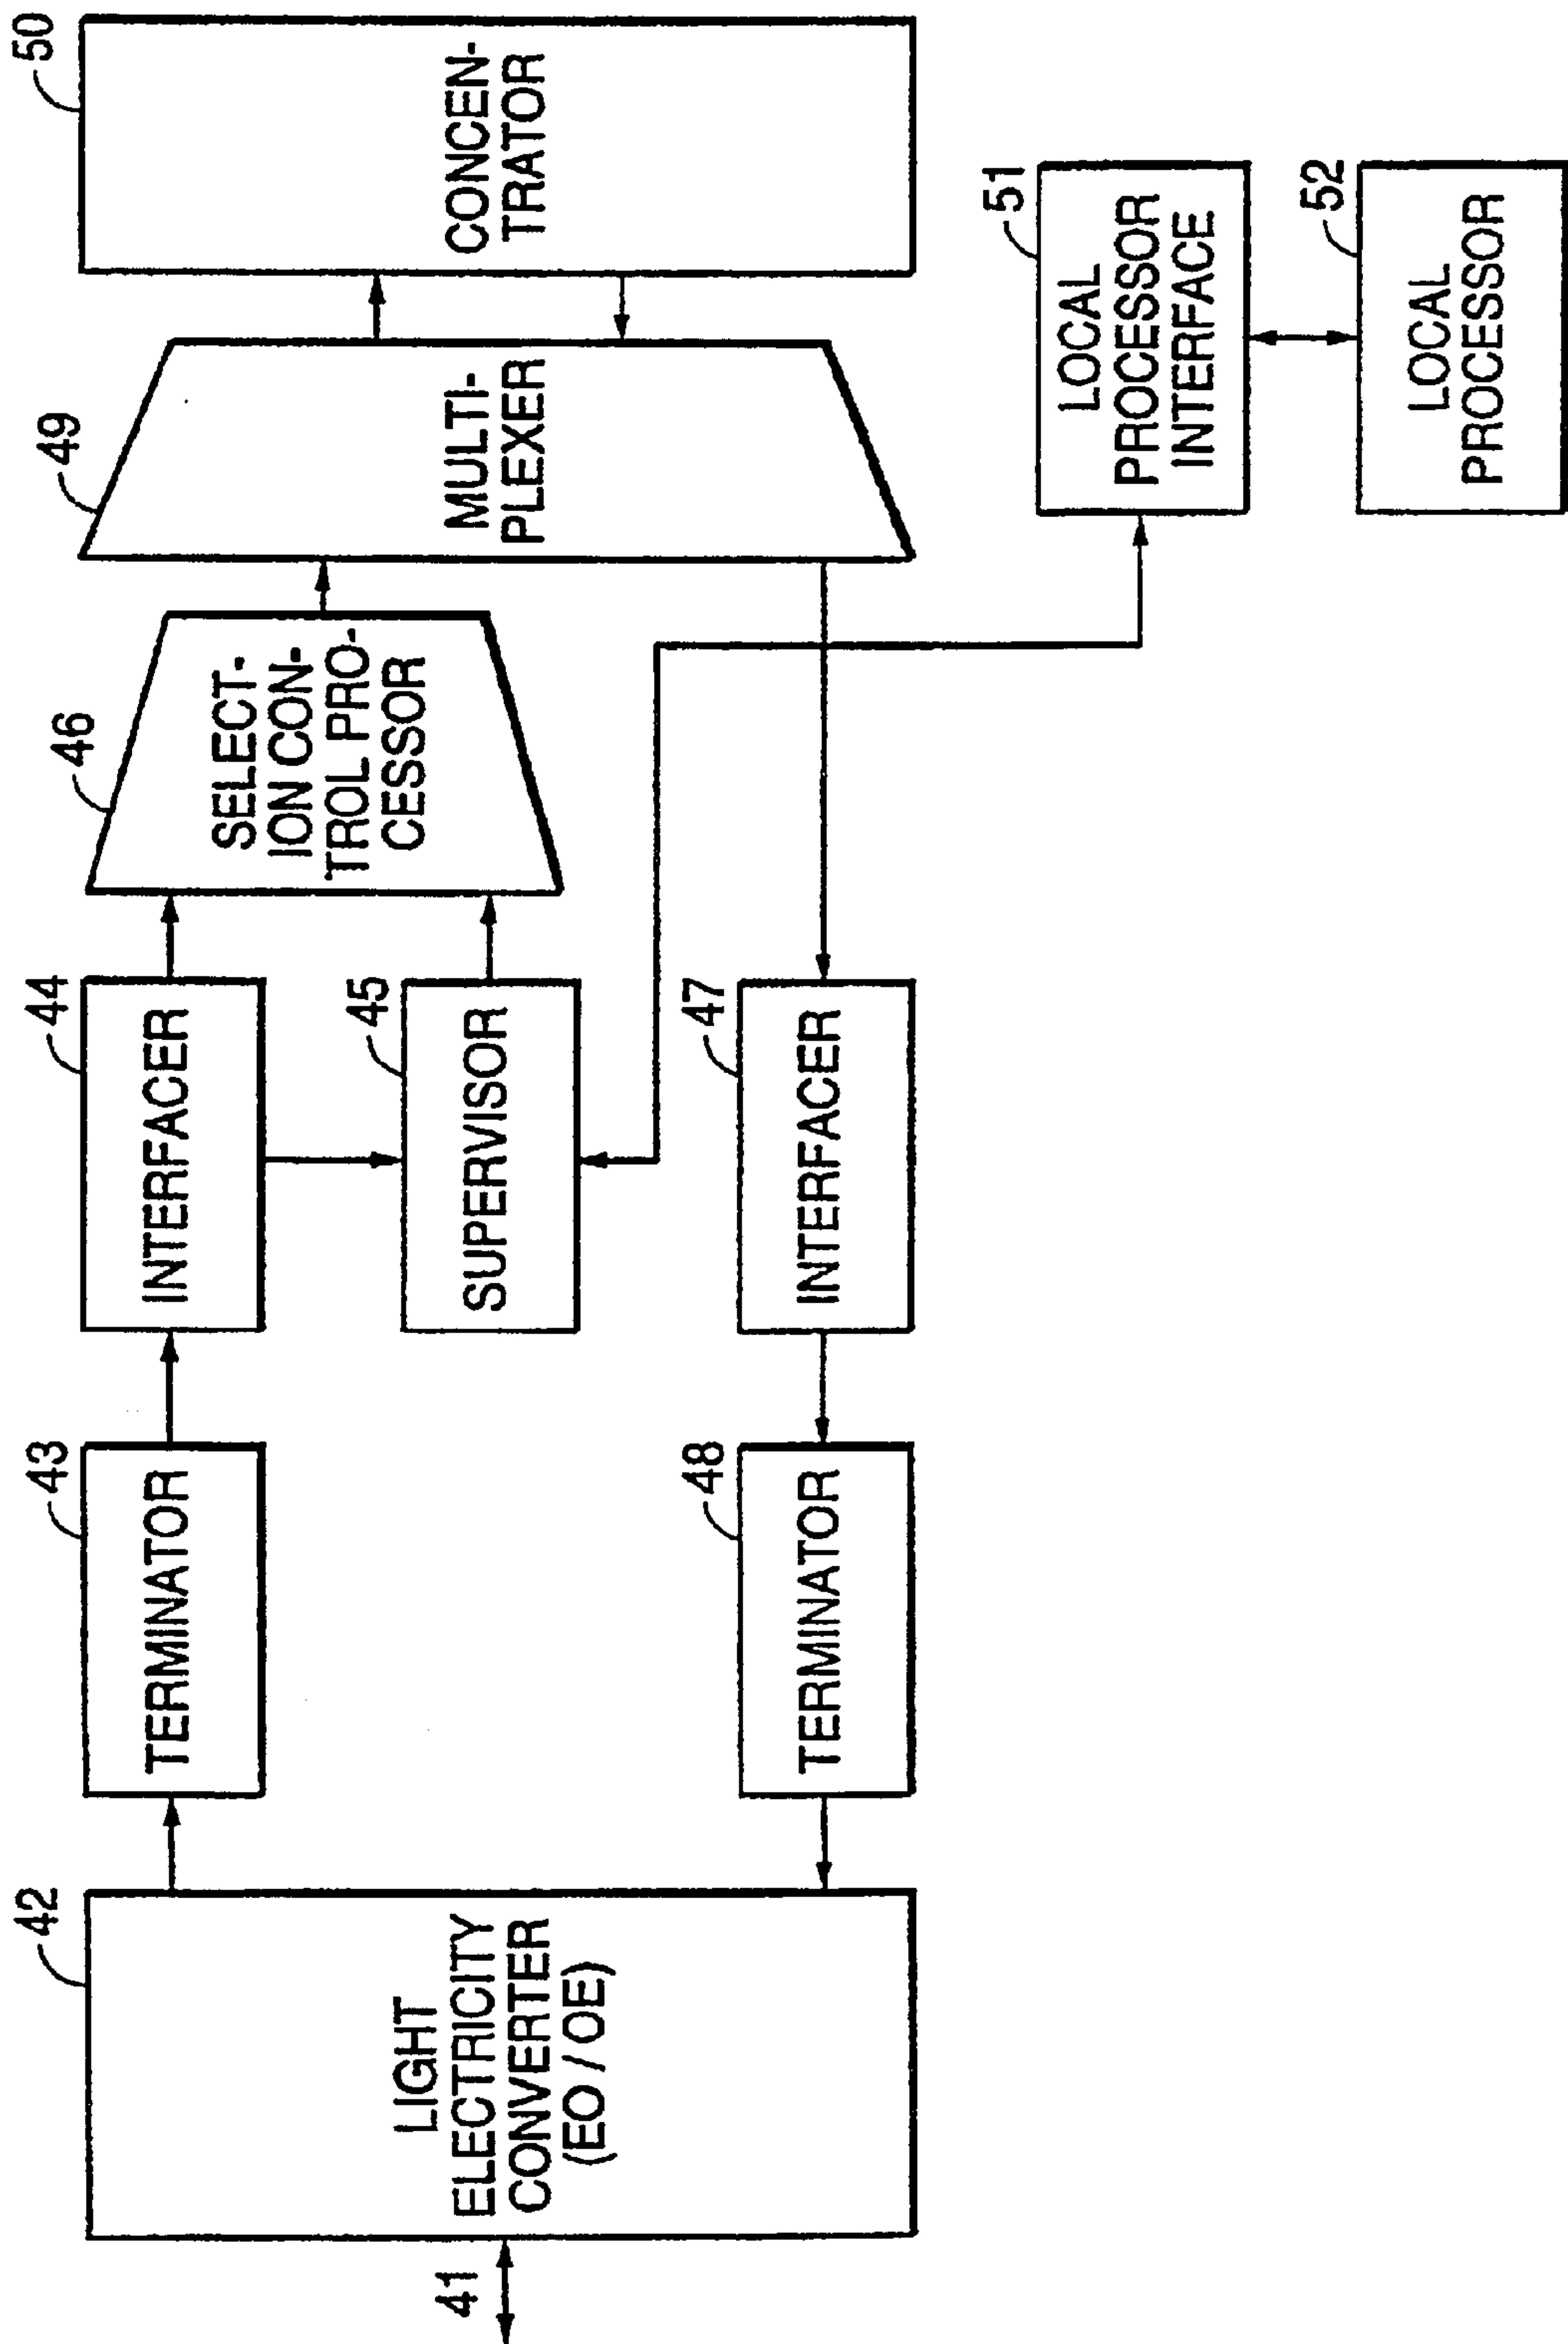 41
42
LIGHT
ELECTRICITY
CONVERTER
(EO / OE)
43
TERMINATOR
44
INTERFACER
45
SUPERVISOR
46
SELECT-
ION CON-
TROL PRO-
CESSOR
49
MULTI-
PLEXER
50
CONCEN-
TRATOR
48
TERMINATOR
47
INTERFACER
51
LOCAL
PROCESSOR
INTERFACE
52
LOCAL
PROCESSOR